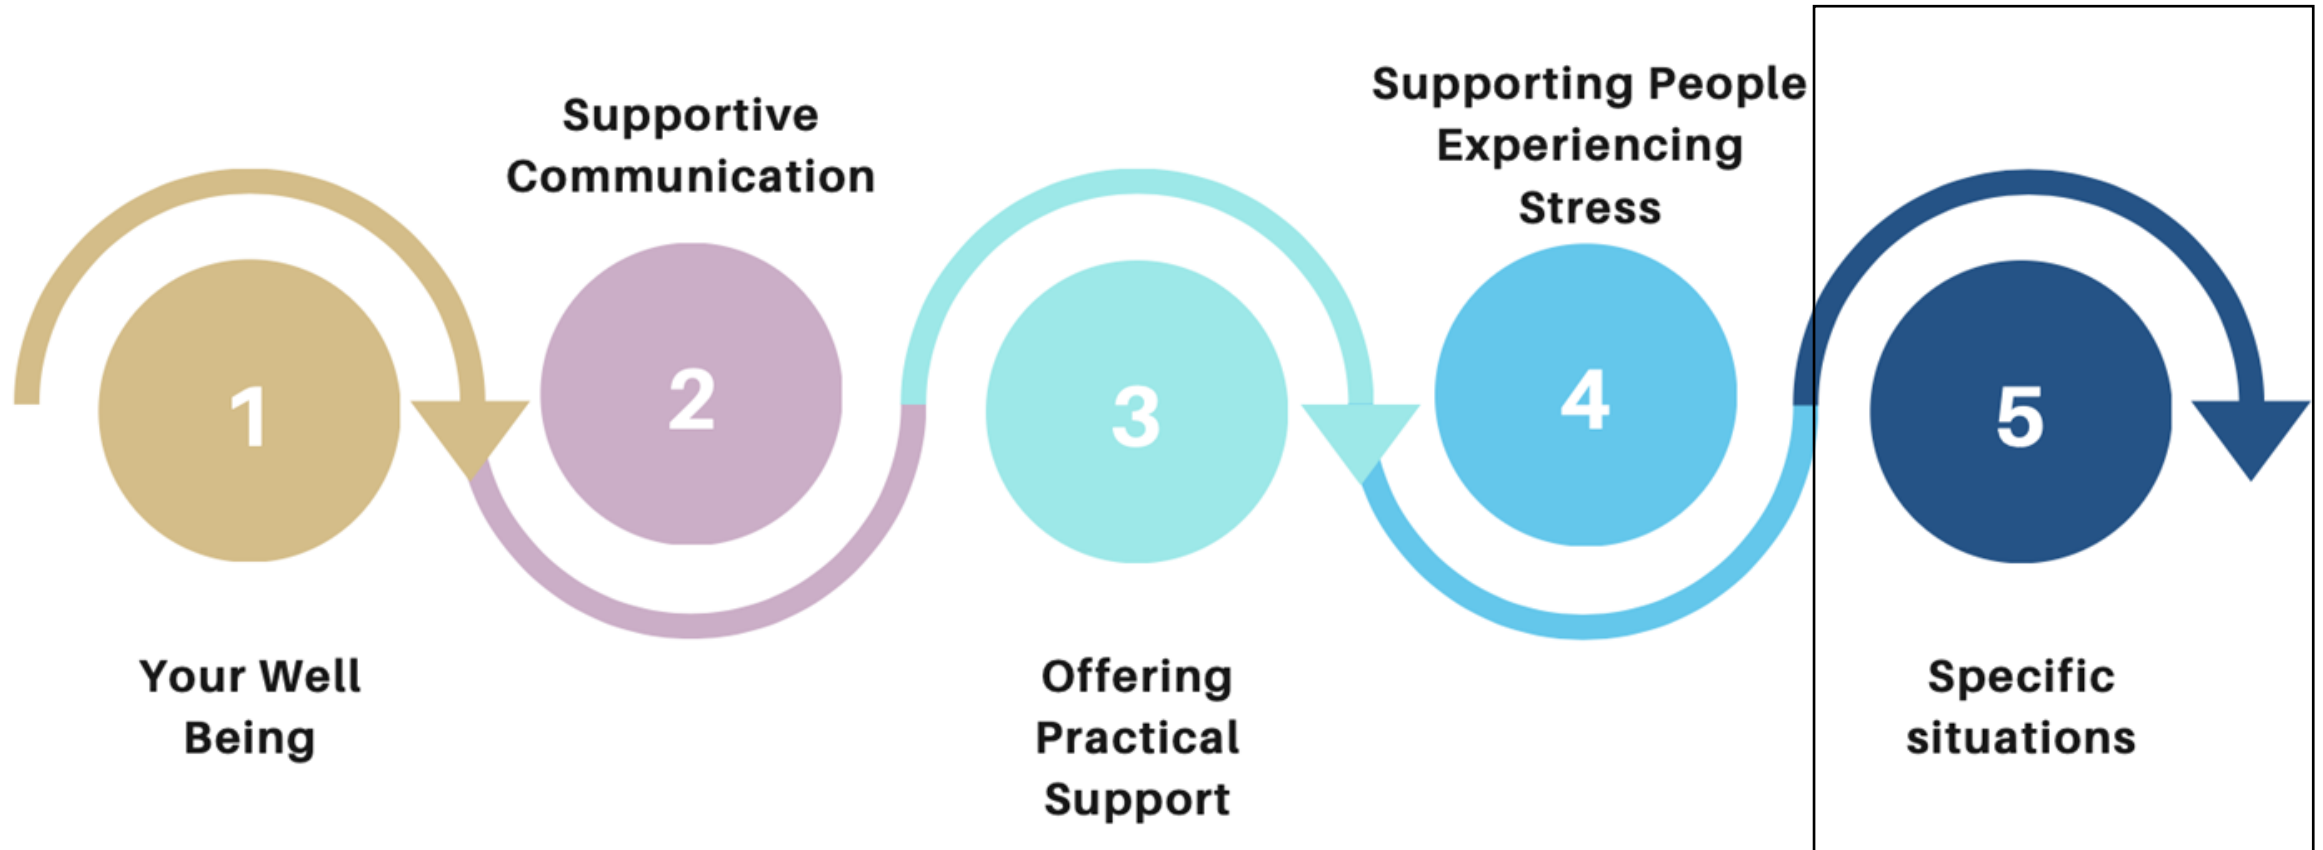 1
Your Well
Being
Supportive
Communication
2
3
Offering
Practical
Support
Supporting People
Experiencing
Stress
4
5
Specific
situations